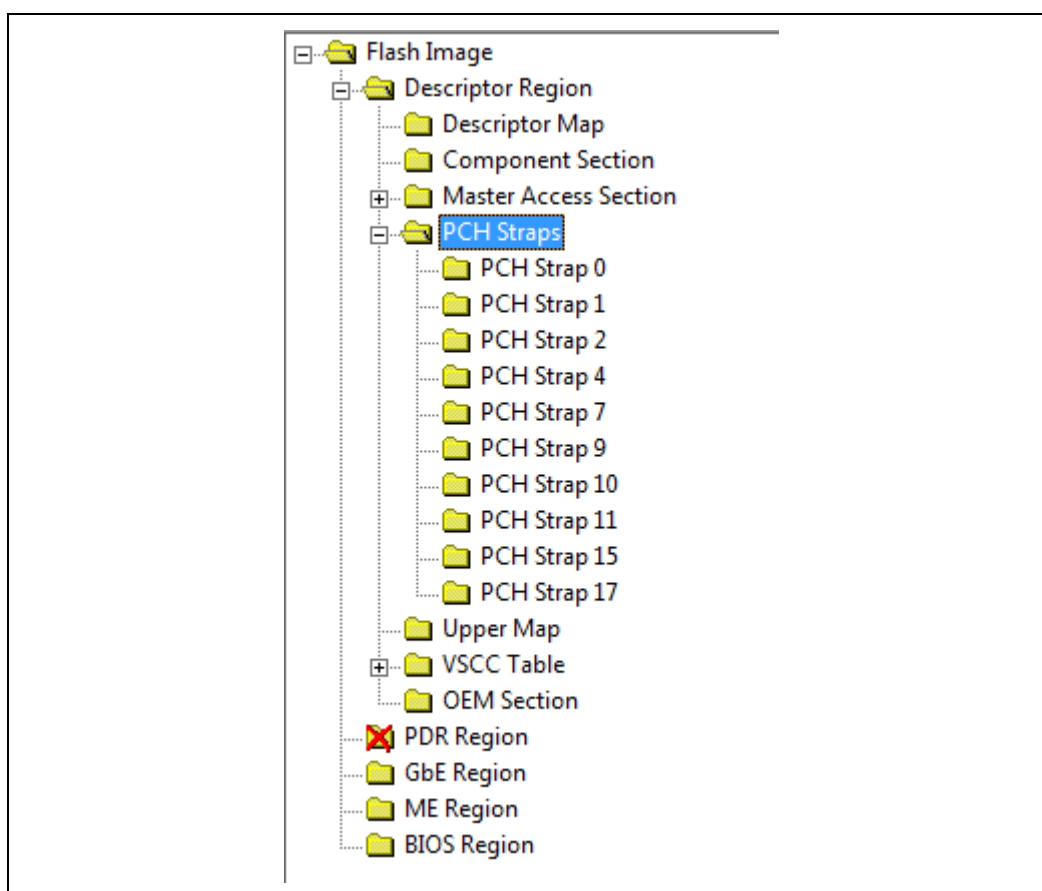 Flash Image
Descriptor Region
Descriptor Map
Component Section
Master Access Section
PCH Straps
PCH Strap 0
PCH Strap 1
PCH Strap 2
PCH Strap 4
PCH Strap 7
PCH Strap 9
PCH Strap 10
PCH Strap 11
PCH Strap 15
PCH Strap 17
Upper Map
VSCC Table
OEM Section
PDR Region
GbE Region
ME Region
BIOS Region